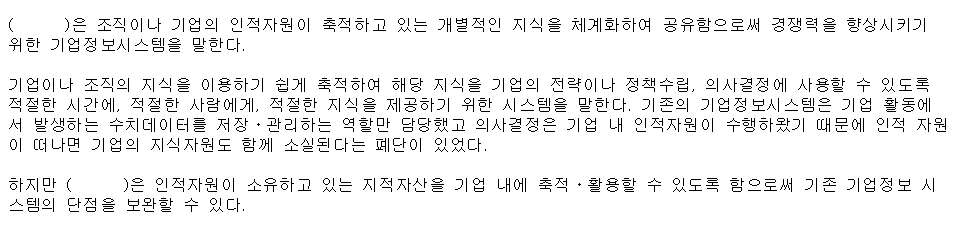 (      )은 조직이나 기업의 인적자원이 축적하고 있는 개별적인 지식을 체계화하여 공유함으로써 경쟁력을 향상시키기
위한 기업정보시스템을 말한다.
기업이나 조직의 지식을 이용하기 쉽게 축적하여 해당 지식을 기업의 전략이나 정책수립, 의사결정에 사용할 수 있도록
적절한 시간에, 적절한 사람에게, 적절한 지식을 제공하기 위한 시스템을 말한다. 기존의 기업정보시스템은 기업 활동에
서 발생하는 수치데이터를 저장·관리하는 역할만 담당했고 의사결정은 기업 내 인적자원이 수행하왔기 때문에 인적 자원
이 떠나면 기업의 지식자원도 함께 소실된다는 폐단이 있었다.
하지만 (      )은 인적자원이 소유하고 있는 지적자산을 기업 내에 축적·활용할 수 있도록 함으로써 기존 기업정보 시
스템의 단점을 보완할 수 있다.